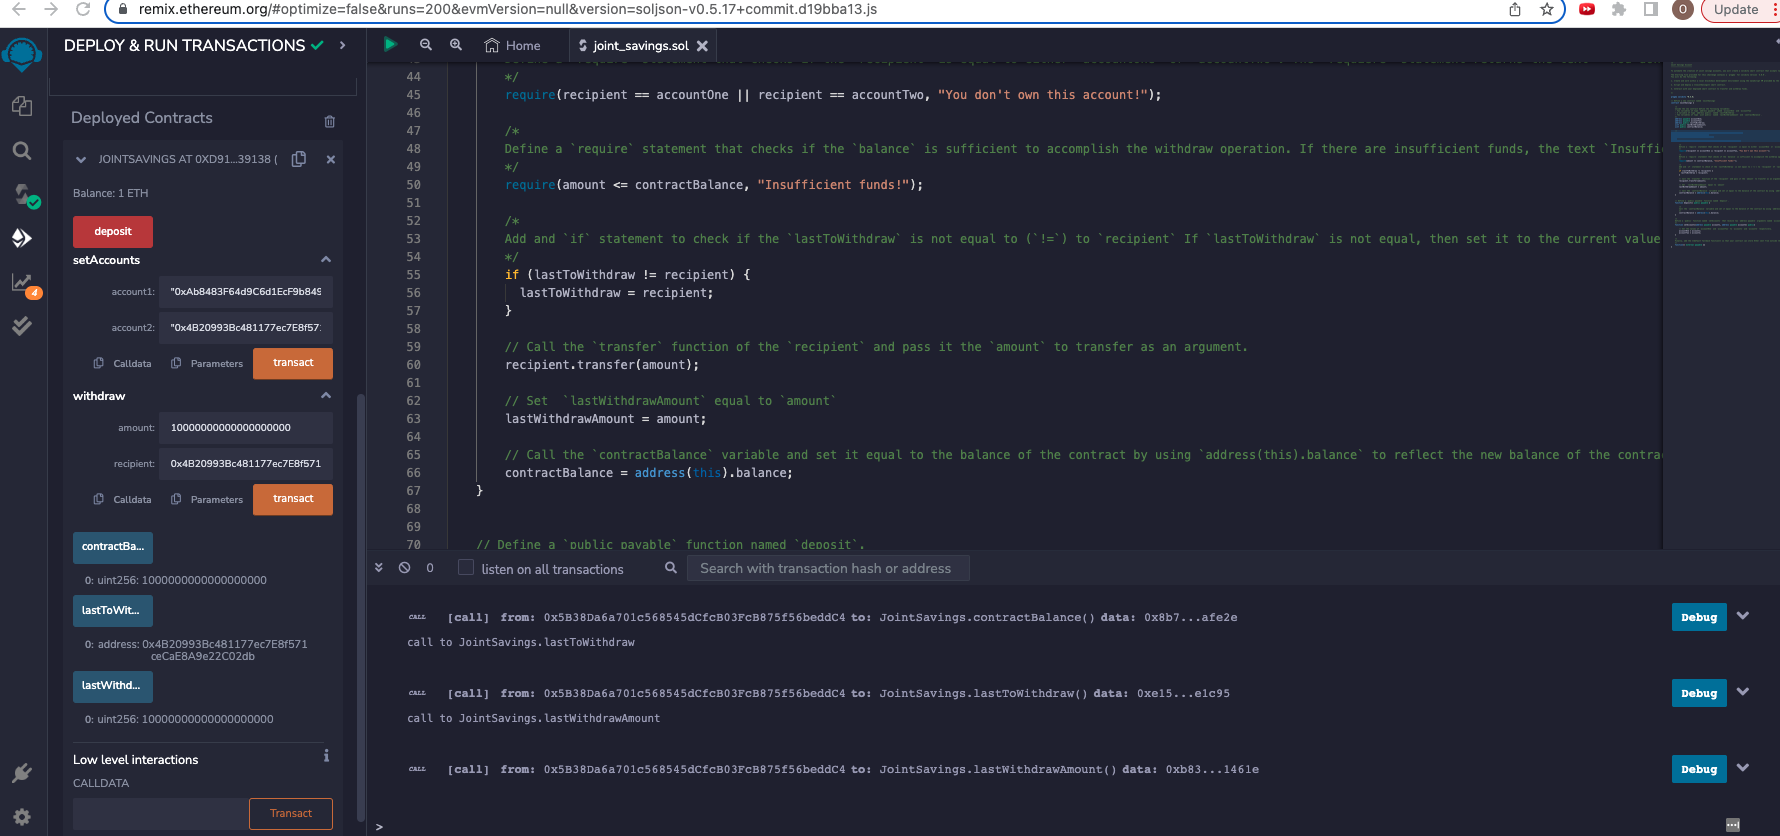 remix.ethereum.org/#optimize=false&runs=200&evmVersion=null&version=soljson-v0.5.17+commit.d19bba13.js
O
Update
DEPLOY & RUN TRANSACTIONS
Home
joint_savings.sol
Deployed Contracts
JOINTSAVINGS AT 0XD91...39138 (
Balance: 1 ETH
deposit
setAccounts
account1: "0xAb8483F64d9C6d1EcF9b849
account2: "0x4B20993Bc481177ec7E8f57:
Calldata Parameters transact
withdraw
amount: 10000000000000000000
recipient: 0x4B20993Bc481177ec7E8f571
Calldata Parameters transact
contractBa...
0: uint256: 1000000000000000000
lastToWit...
0: address: 0x4B20993Bc481177ec7E8f571
ceCaE8A9e22C02db
lastWithd...
0: uint256: 10000000000000000000
Low level interactions
CALLDATA
Transact
4
44 */
45 require(recipient == accountOne || recipient == accountTwo, "You don't own this account!");
46
47 /*
48 Define a `require` statement that checks if the `balance` is sufficient to accomplish the withdraw operation. If there are insufficient funds, the text `Insuffi
49 */
50 require(amount <= contractBalance, "Insufficient funds!");
51
52 /*
53 Add and `if` statement to check if the `lastToWithdraw` is not equal to (`!=`) to `recipient` If `lastToWithdraw` is not equal, then set it to the current value
54 */
55 if (lastToWithdraw != recipient) {
56 lastToWithdraw = recipient;
57 }
58
59 // Call the `transfer` function of the `recipient` and pass it the `amount` to transfer as an argument.
60 recipient.transfer(amount);
61
62 // Set  `lastWithdrawAmount` equal to `amount`
63 lastWithdrawAmount = amount;
64
65 // Call the `contractBalance` variable and set it equal to the balance of the contract by using `address(this).balance` to reflect the new balance of the contra
66 contractBalance = address(this).balance;
67 }
68
69
70 // Define a `public payable` function named `deposit`.
0 listen on all transactions Search with transaction hash or address
CALL [call] from: 0x5B38Da6a701c568545dCfcB03FcB875f56beddC4 to: JointSavings.contractBalance() data: 0x8b7...afe2e Debug
call to JointSavings.lastToWithdraw
CALL [call] from: 0x5B38Da6a701c568545dCfcB03FcB875f56beddC4 to: JointSavings.lastToWithdraw() data: 0xe15...e1c95 Debug
call to JointSavings.lastWithdrawAmount
CALL [call] from: 0x5B38Da6a701c568545dCfcB03FcB875f56beddC4 to: JointSavings.lastWithdrawAmount() data: 0xb83...1461e Debug
>